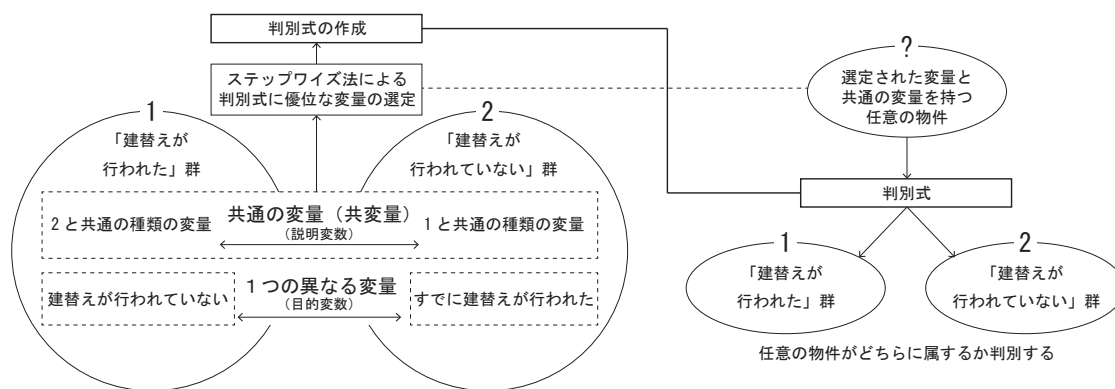 判別式の作成
ステップワイズ法による
判別式に優位な変量の選定
1
「建替えが
行われた」群
2
「建替えが
行われていない」群
共通の変量（共変量）
（説明変数）
2と共通の種類の変量
1と共通の種類の変量
1つの異なる変量
（目的変数）
建替えが行われていない
すでに建替えが行われた
?
選定された変量と
共通の変量を持つ
任意の物件
判別式
1
「建替えが
行われた」群
2
「建替えが
行われていない」群
任意の物件がどちらに属するか判別する